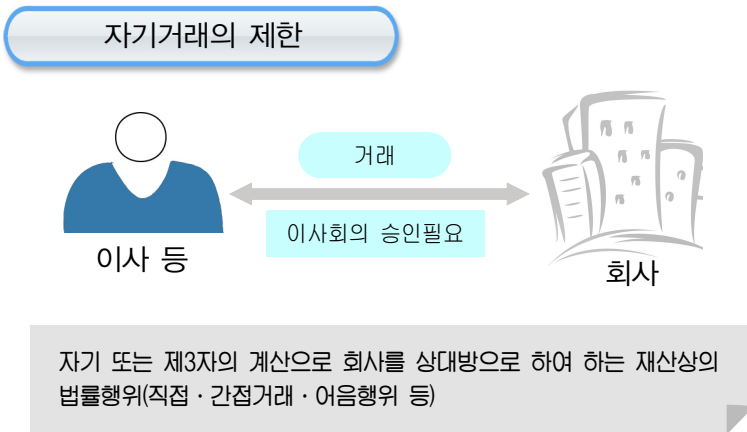 자기거래의 제한
거래
이사회의 승인필요
이사 등
회사
자기 또는 제3자의 계산으로 회사를 상대방으로 하여 하는 재산상의
법률행위(직접 · 간접거래 · 어음행위 등)